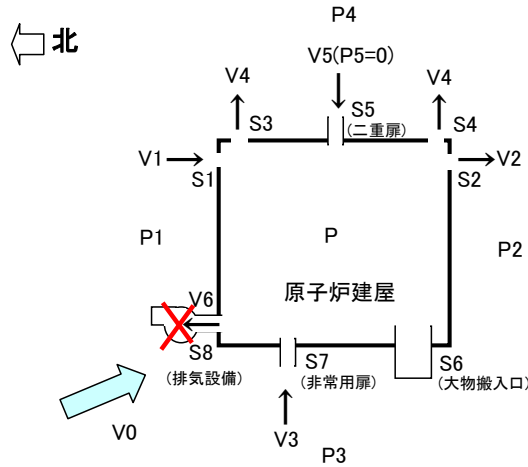 P4
北
V5(P5=0)
V4
V4
S5
(二重扉)
S3
S4
V1
V2
S1
S2
P1
P
P2
原子炉建屋
V6
S8
(排気設備)
S7
(非常用扉)
S6
(大物搬入口)
V0
V3
P3